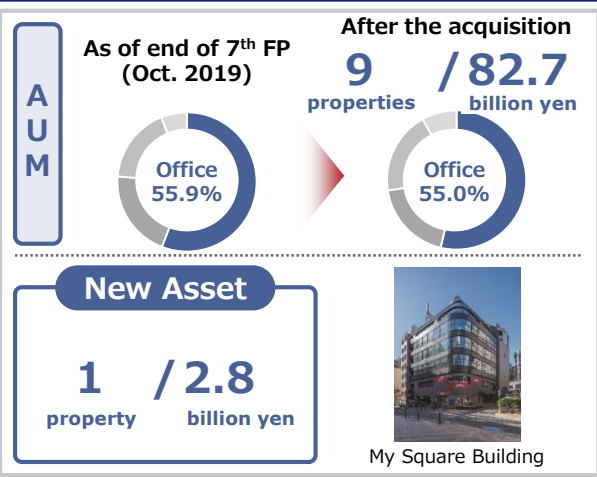 A
U
M
As of end of 7th FP
(Oct. 2019)
Office
55.9%
After the acquisition
9 / 82.7
properties billion yen
Office
55.0%
New Asset
1 / 2.8
property billion yen
My Square Building